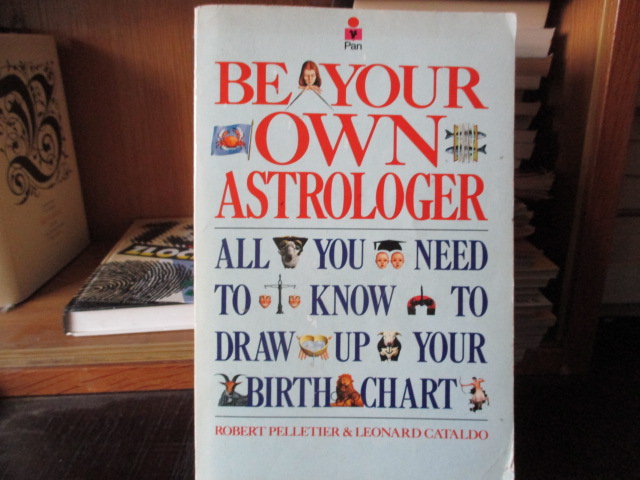 Pan
BE YOUR
OWN
ASTROLOGER
ALL YOU NEED
TO KNOW TO
DRAW UP YOUR
BIRTH CHART
ROBERT PELLETIER & LEONARD CATALDO